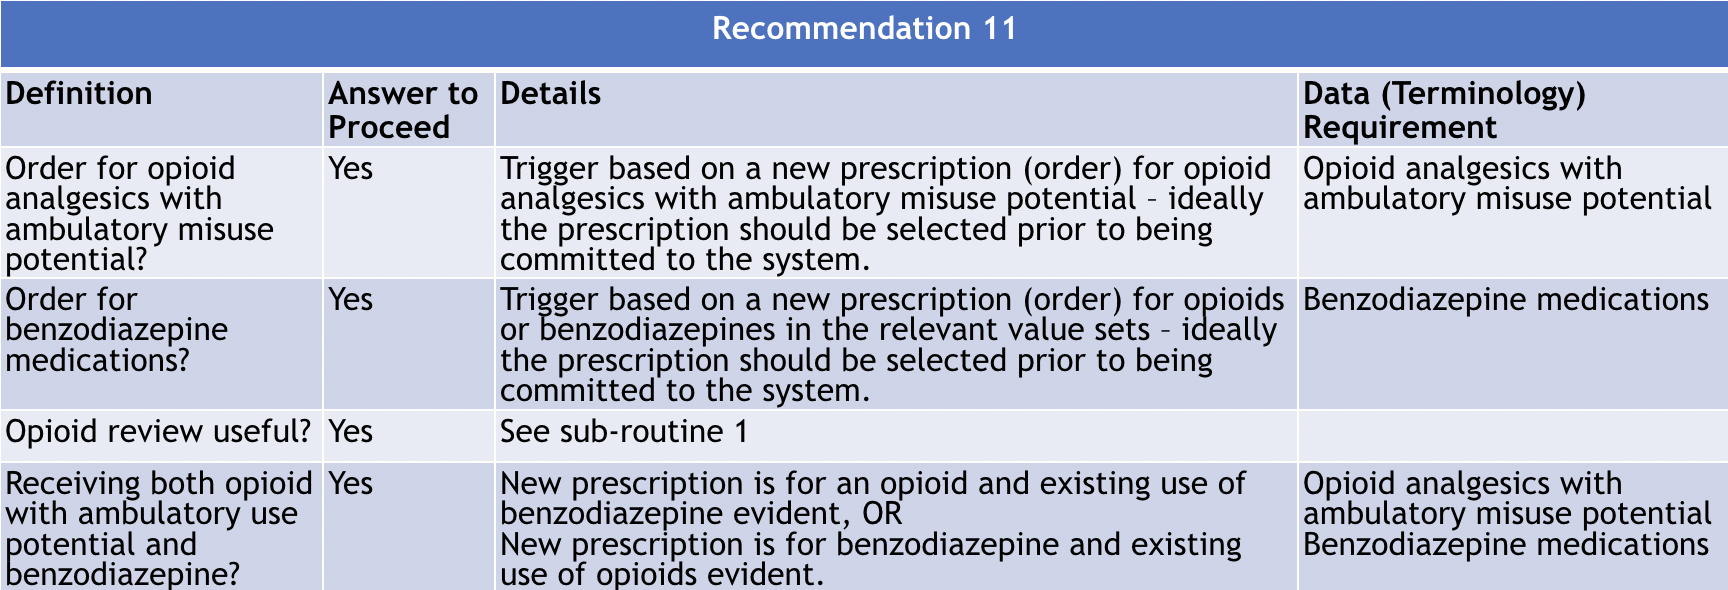 Recommendation 11
Definition
Answer to
Proceed
Details
Data (Terminology)
Requirement
Order for opioid
analgesics with
ambulatory misuse
potential?
Yes
Trigger based on a new prescription (order) for opioid
analgesics with ambulatory misuse potential – ideally
the prescription should be selected prior to being
committed to the system.
Opioid analgesics with
ambulatory misuse potential
Order for
benzodiazepine
medications?
Yes
Trigger based on a new prescription (order) for opioids
or benzodiazepines in the relevant value sets – ideally
the prescription should be selected prior to being
committed to the system.
Benzodiazepine medications
Opioid review useful?
Yes
See sub-routine 1
Receiving both opioid
with ambulatory use
potential and
benzodiazepine?
Yes
New prescription is for an opioid and existing use of
benzodiazepine evident, OR
New prescription is for benzodiazepine and existing
use of opioids evident.
Opioid analgesics with
ambulatory misuse potential
Benzodiazepine medications